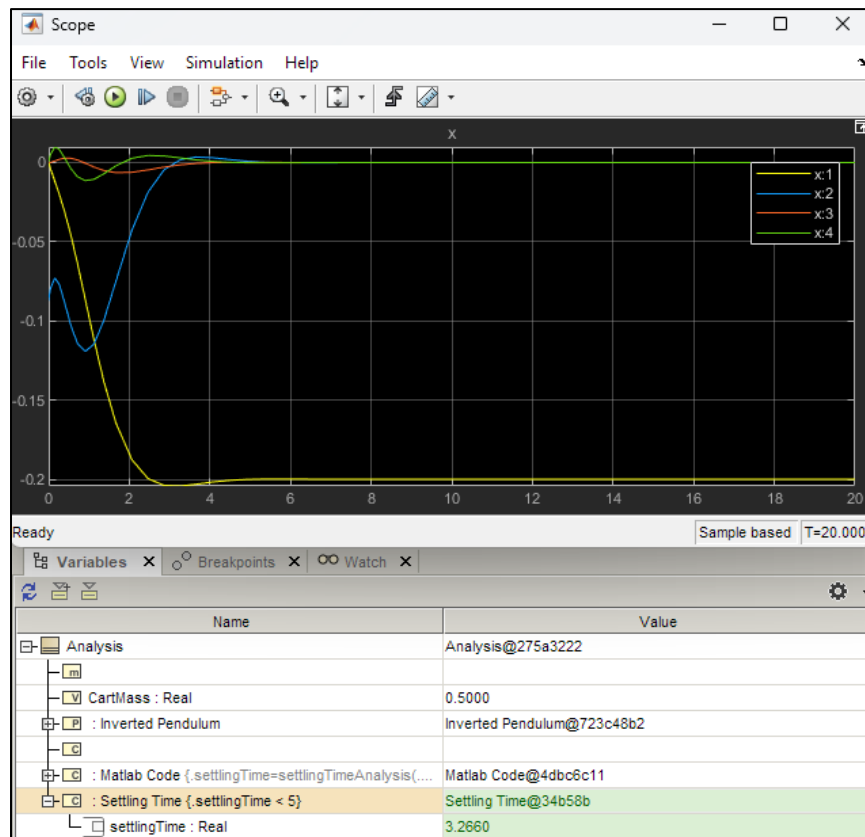 Scope
File Tools View Simulation Help
x
0
-0.05
-0.1
-0.15
-0.2
x:1
x:2
x:3
x:4
0 2 4 6 8 10 12 14 16 18 20
Ready Sample based T=20.000
Variables Breakpoints Watch
Name Value
Analysis Analysis@275a3222
m
V CartMass : Real 0.5000
P : Inverted Pendulum Inverted Pendulum@723c48b2
C
C : Matlab Code {.settlingTime=settlingTimeAnalysis(.... Matlab Code@4dbc6c11
C : Settling Time {.settlingTime < 5} Settling Time@34b58b
settlingTime : Real 3.2660